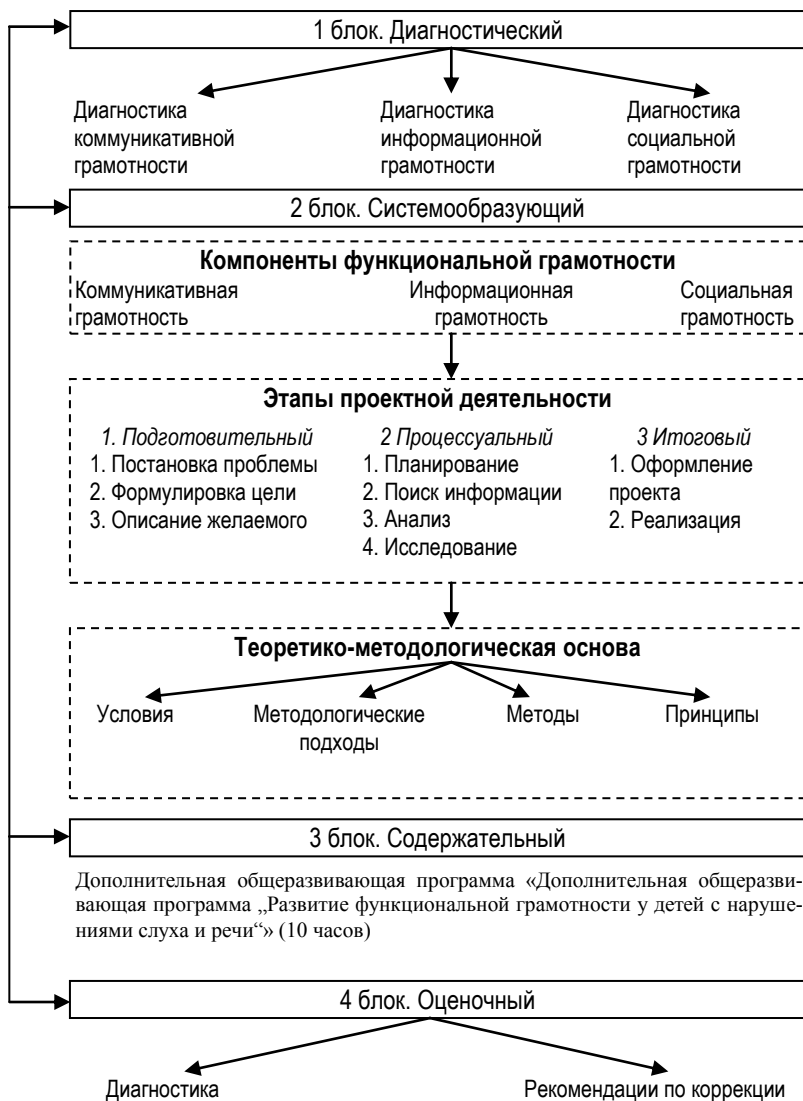 1 блок. Диагностический
Диагностика
коммуникативной
грамотности
Диагностика
информационной
грамотности
Диагностика
социальной
грамотности
2 блок. Системообразующий
Компоненты функциональной грамотности
Коммуникативная
грамотность
Информационная
грамотность
Социальная
грамотность
Этапы проектной деятельности
1. Подготовительный
1. Постановка проблемы
2. Формулировка цели
3. Описание желаемого
2 Процессуальный
1. Планирование
2. Поиск информации
3. Анализ
4. Исследование
3 Итоговый
1. Оформление
проекта
2. Реализация
Теоретико-методологическая основа
Условия
Методологические
подходы
Методы
Принципы
3 блок. Содержательный
Дополнительная общеразвивающая программа «Дополнительная общеразви-
вающая программа „Развитие функциональной грамотности у детей с наруше-
ниями слуха и речи“» (10 часов)
4 блок. Оценочный
Диагностика
Рекомендации по коррекции